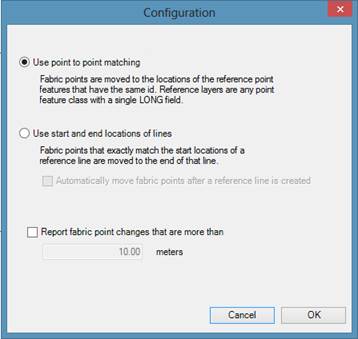 Configuration
Use point to point matching
Fabric points are moved to the locations of the reference point
features that have the same id. Reference layers are any point
feature class with a single LONG field.
Use start and end locations of lines
Fabric points that exactly match the start locations of a
reference line are moved to the end of that line.
Automatically move fabric points after a reference line is created
Report fabric point changes that are more than
10.00 meters
Cancel OK